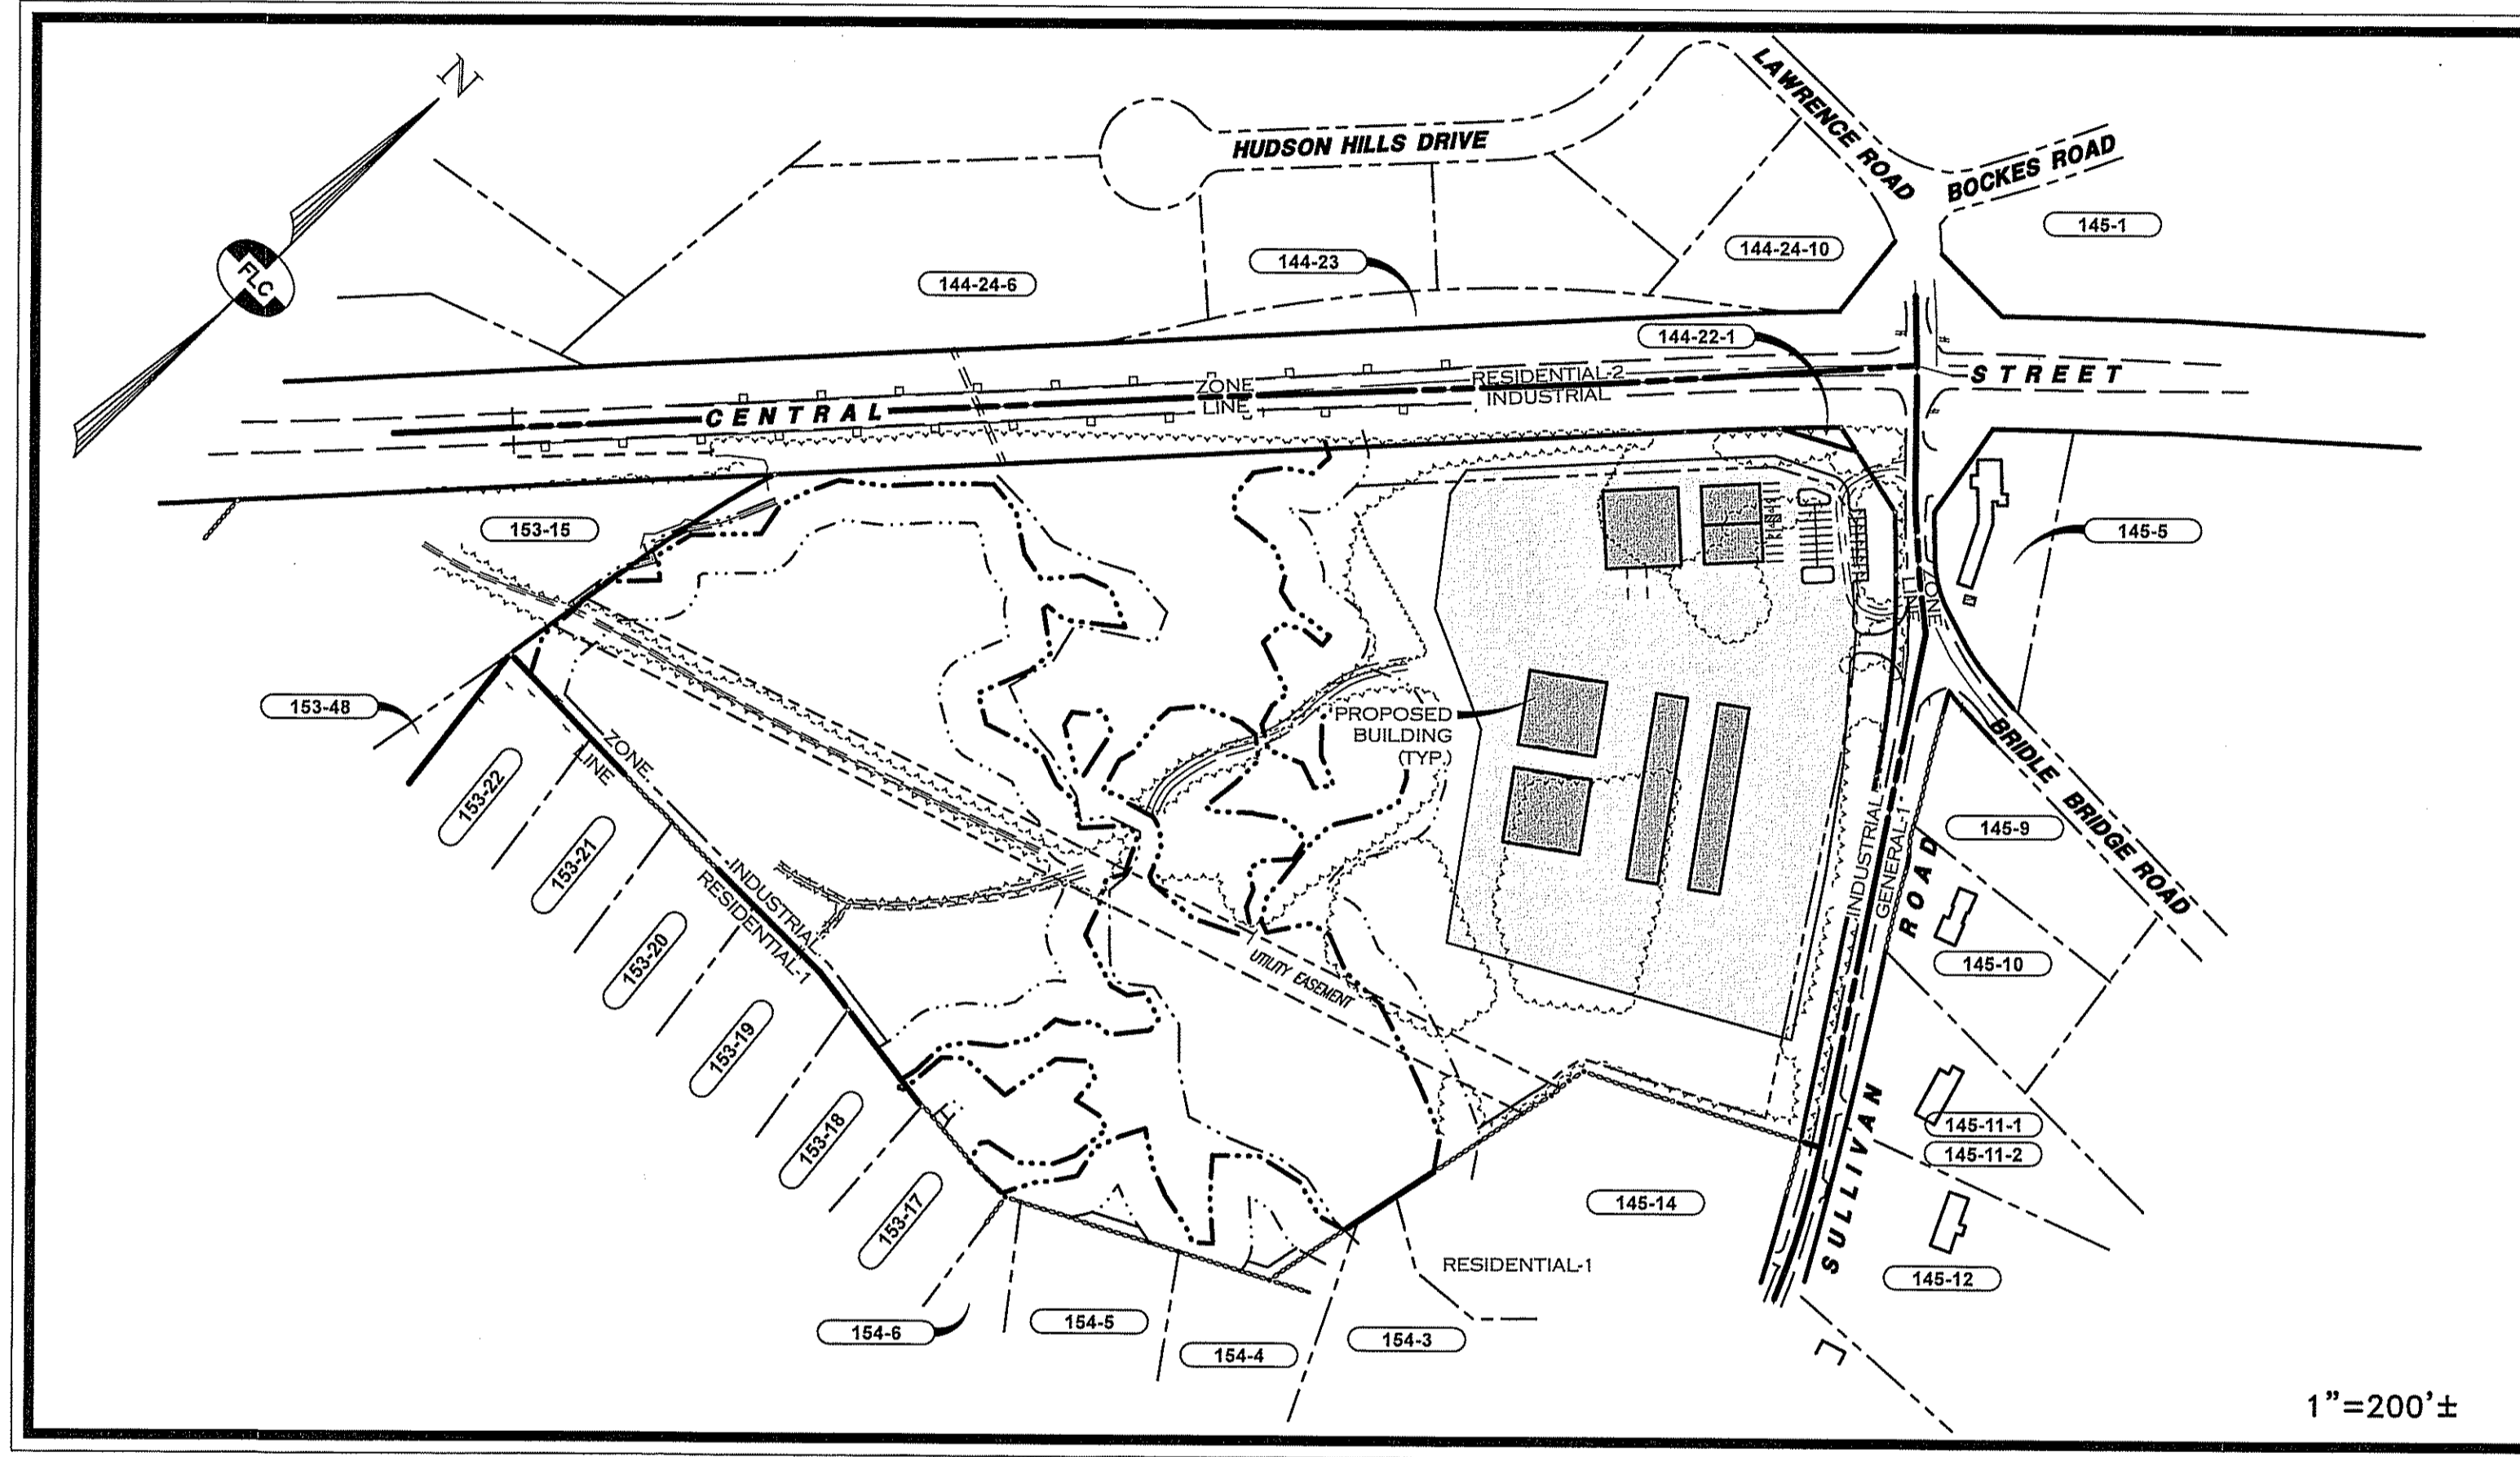 N
FLC
HUDSON HILLS DRIVE
LAWRENCE ROAD
BOCKES ROAD
145-1
144-23
144-24-10
144-24-6
144-22-1
CENTRAL STREET
ZONE
LINE
RESIDENTIAL-2
INDUSTRIAL
153-15
145-5
ZONE
LINE
153-48
PROPOSED
BUILDING
(TYP.)
BRIDLE BRIDGE ROAD
ZONE
LINE
153-22
153-21
153-20
153-19
153-18
153-17
INDUSTRIAL
RESIDENTIAL-1
INDUSTRIAL
GENERAL-1
145-9
145-10
UTILITY EASEMENT
SULLIVAN ROAD
145-11-1
145-11-2
145-14
145-12
RESIDENTIAL-1
154-6
154-5
154-4
154-3
1"=200'±